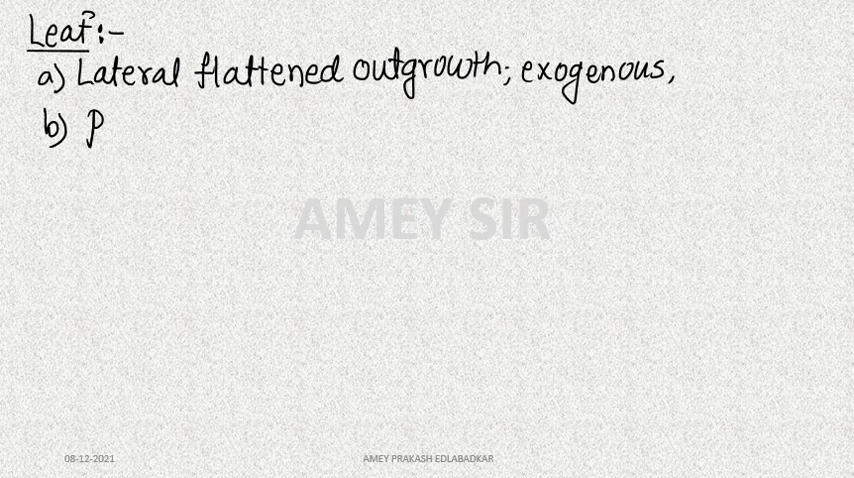 Leaf:-
a) Lateral flattened outgrowth; exogenous,
b) P
AMEY SIR
08-12-2021 AMEY PRAKASH EDLABADKAR